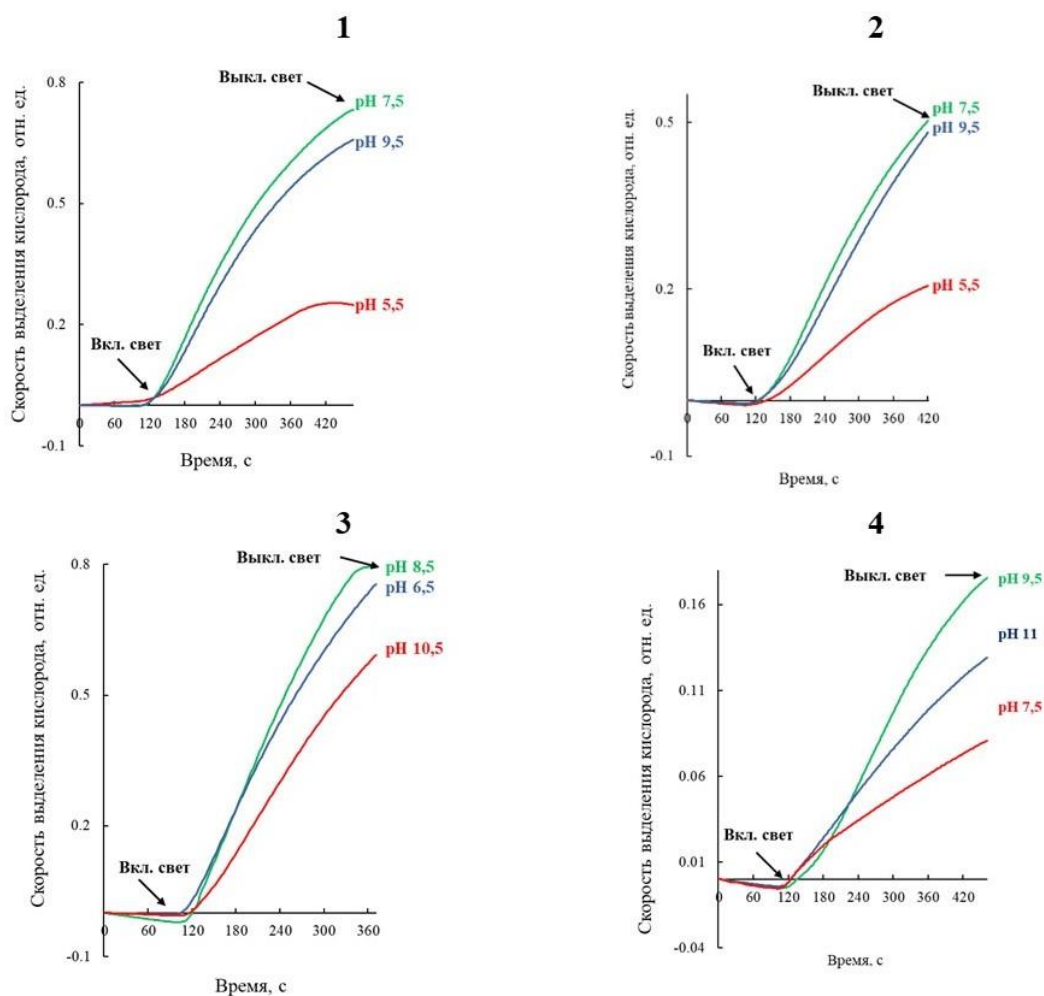 1
Скорость выделения кислорода, отн. ед.
0.8
0.5
0.2
-0.1
Выкл. свет
pH 7,5
pH 9,5
pH 5,5
Вкл. свет
0 60 120 180 240 300 360 420
Время, с
2
Скорость выделения кислорода, отн. ед.
0.5
0.2
-0.1
Выкл. свет
pH 7,5
pH 9,5
pH 5,5
Вкл. свет
0 60 120 180 240 300 360 420
Время, с
3
Скорость выделения кислорода, отн. ед.
0.8
0.5
0.2
-0.1
Выкл. свет
pH 8,5
pH 6,5
pH 10,5
Вкл. свет
0 60 120 180 240 300 360
Время, с
4
Скорость выделения кислорода, отн. ед.
0.16
0.11
0.06
0.01
-0.04
Выкл. свет
pH 9,5
pH 11
pH 7,5
Вкл. свет
0 60 120 180 240 300 360 420
Время, с